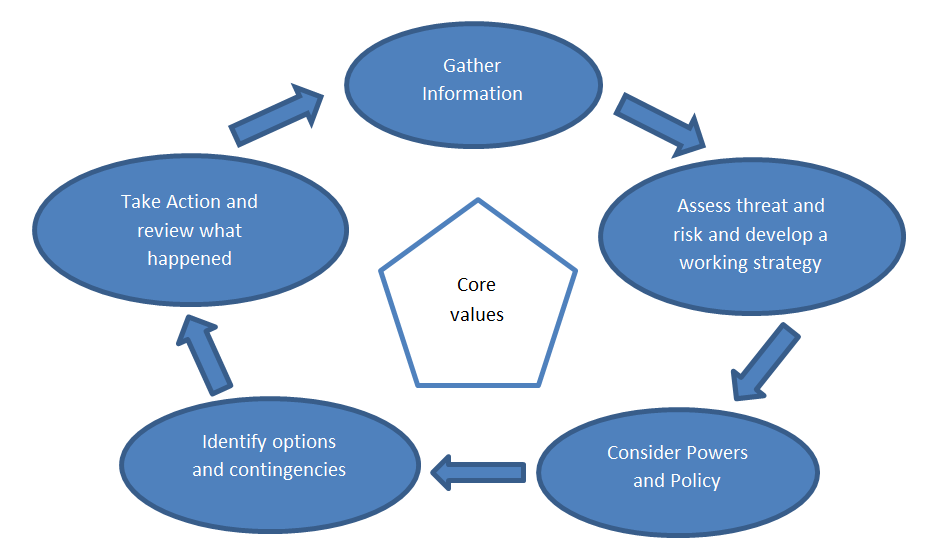 Gather
Information
Assess threat and
risk and develop a
working strategy
Consider Powers
and Policy
Identify options
and contingencies
Take Action and
review what
happened
Core
values